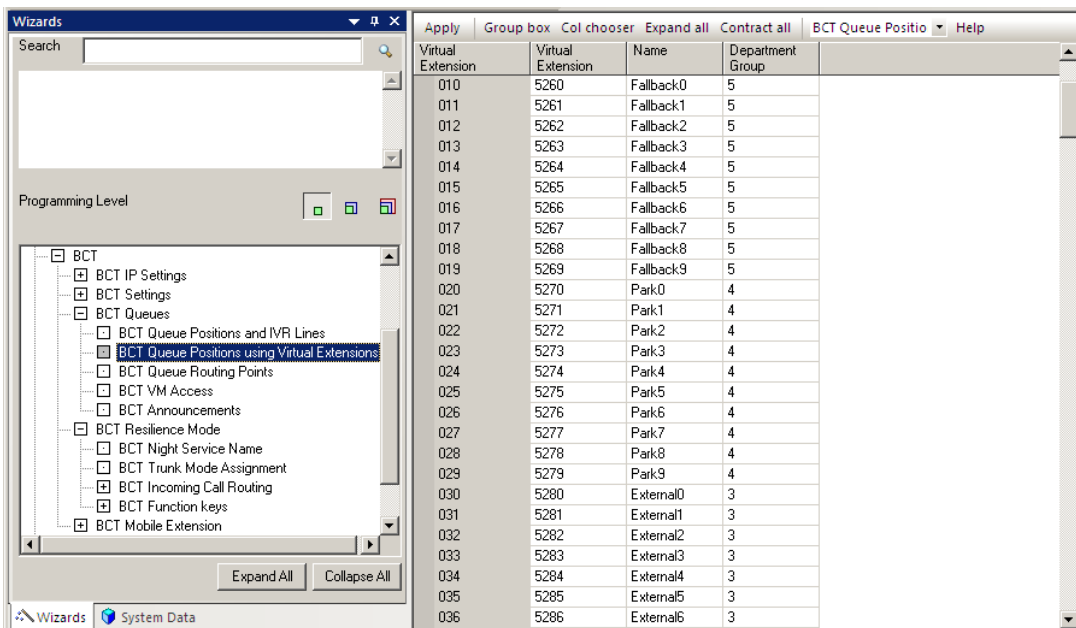 Wizards
Search
Programming Level
BCT
BCT IP Settings
BCT Settings
BCT Queues
BCT Queue Positions and IVR Lines
BCT Queue Positions using Virtual Extensions
BCT Queue Routing Points
BCT VM Access
BCT Announcements
BCT Resilience Mode
BCT Night Service Name
BCT Trunk Mode Assignment
BCT Incoming Call Routing
BCT Function keys
BCT Mobile Extension
Expand All Collapse All
Wizards System Data
Apply Group box Col chooser Expand all Contract all BCT Queue Positio Help
Virtual Virtual Name Department
Extension Extension Group
010 5260 Fallback0 5
011 5261 Fallback1 5
012 5262 Fallback2 5
013 5263 Fallback3 5
014 5264 Fallback4 5
015 5265 Fallback5 5
016 5266 Fallback6 5
017 5267 Fallback7 5
018 5268 Fallback8 5
019 5269 Fallback9 5
020 5270 Park0 4
021 5271 Park1 4
022 5272 Park2 4
023 5273 Park3 4
024 5274 Park4 4
025 5275 Park5 4
026 5276 Park6 4
027 5277 Park7 4
028 5278 Park8 4
029 5279 Park9 4
030 5280 External0 3
031 5281 External1 3
032 5282 External2 3
033 5283 External3 3
034 5284 External4 3
035 5285 External5 3
036 5286 External6 3